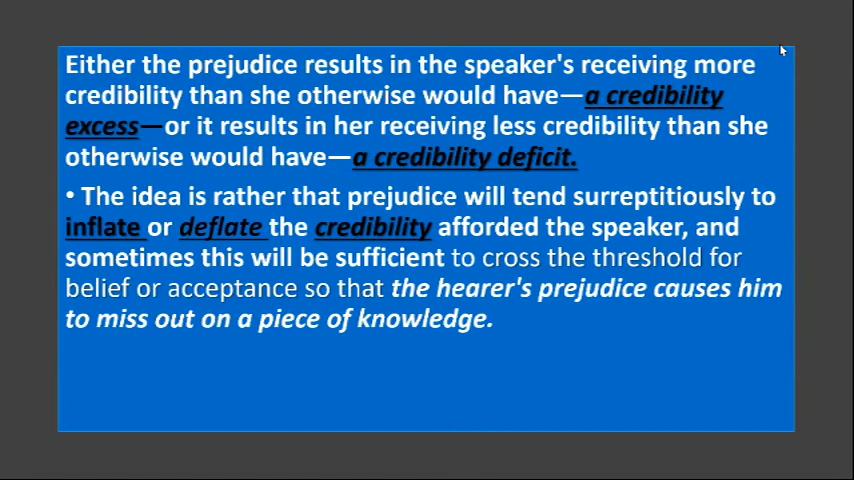 Either the prejudice results in the speaker's receiving more
credibility than she otherwise would have—a credibility
excess—or it results in her receiving less credibility than she
otherwise would have—a credibility deficit.
• The idea is rather that prejudice will tend surreptitiously to
inflate or deflate the credibility afforded the speaker, and
sometimes this will be sufficient to cross the threshold for
belief or acceptance so that the hearer's prejudice causes him
to miss out on a piece of knowledge.